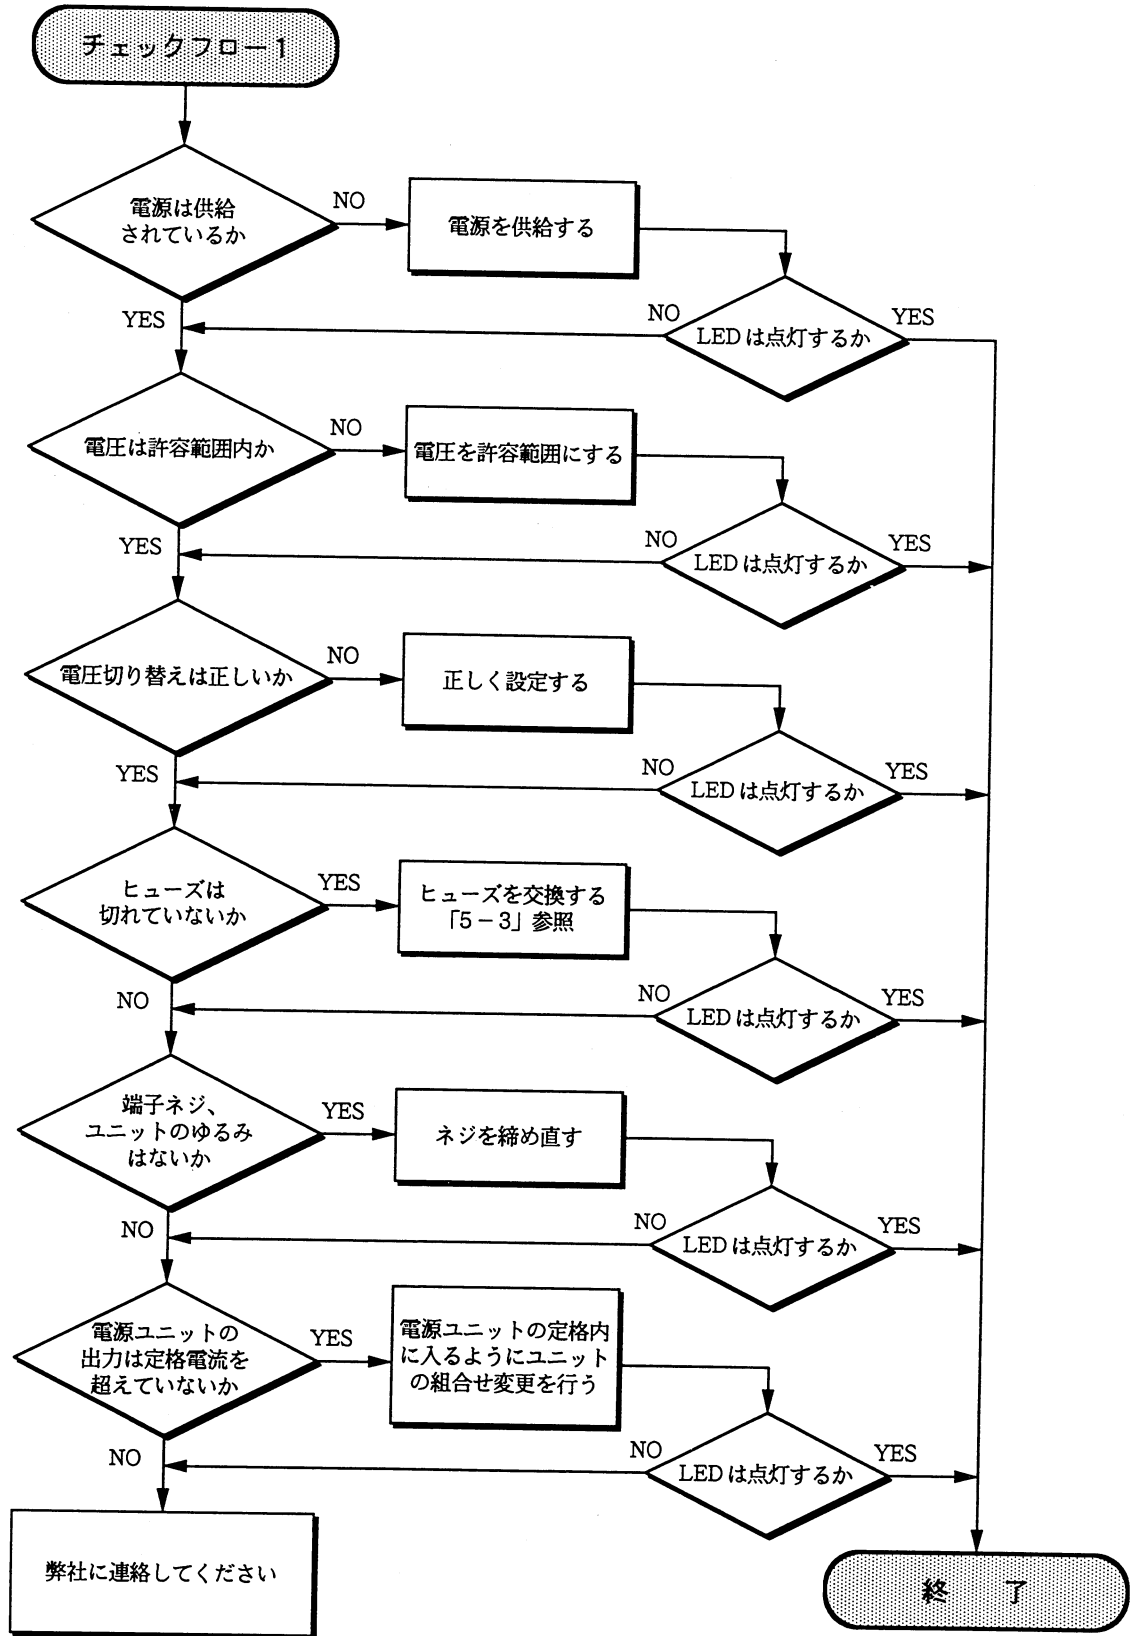 チェックフロー1
電源は供給
されているか
NO
電源を供給する
YES
NO
LEDは点灯するか
YES
電圧は許容範囲内か
NO
電圧を許容範囲にする
YES
NO
LEDは点灯するか
YES
電圧切り替えは正しいか
NO
正しく設定する
YES
NO
LEDは点灯するか
YES
ヒューズは
切れていないか
YES
ヒューズを交換する
「5-3」参照
NO
NO
LEDは点灯するか
YES
端子ネジ、
ユニットのゆるみ
はないか
YES
ネジを締め直す
NO
NO
LEDは点灯するか
YES
電源ユニットの
出力は定格電流を
超えていないか
YES
電源ユニットの定格内
に入るようにユニット
の組合せ変更を行う
NO
NO
LEDは点灯するか
YES
弊社に連絡してください
終 了